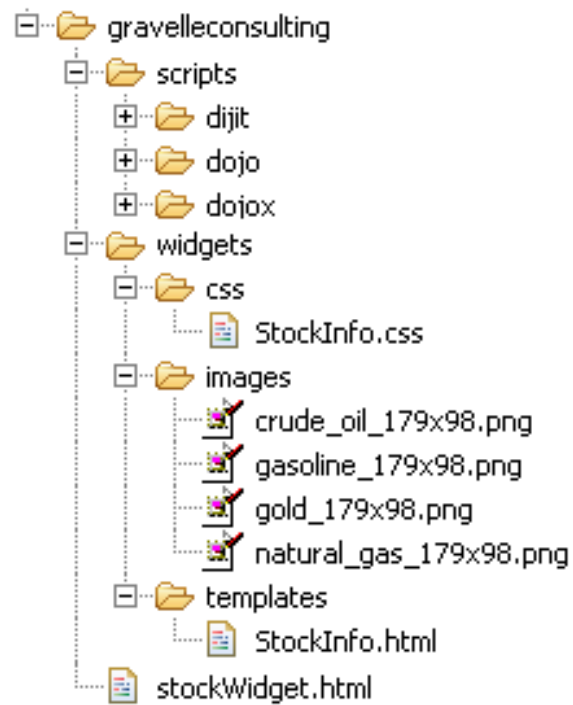 gravelleconsulting
scripts
dijit
dojo
dojox
widgets
css
StockInfo.css
images
crude_oil_179x98.png
gasoline_179x98.png
gold_179x98.png
natural_gas_179x98.png
templates
StockInfo.html
stockWidget.html